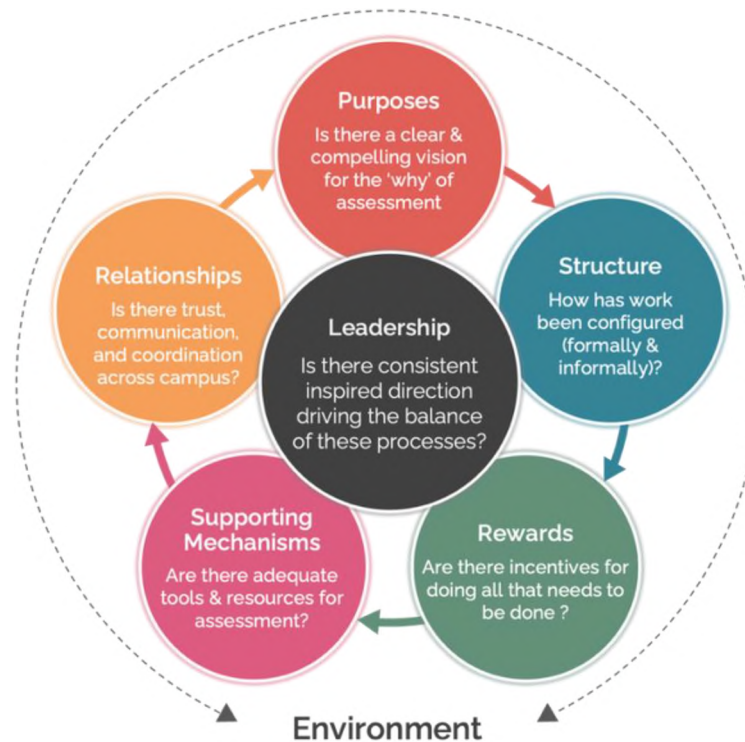 Purposes
Is there a clear &
compelling vision
for the ‘why’ of
assessment
Structure
How has work
been configured
(formally &
informally)?
Rewards
Are there incentives for
doing all that needs to
be done ?
Supporting
Mechanisms
Are there adequate
tools & resources for
assessment?
Relationships
Is there trust,
communication,
and coordination
across campus?
Leadership
Is there consistent
inspired direction
driving the balance
of these processes?
Environment